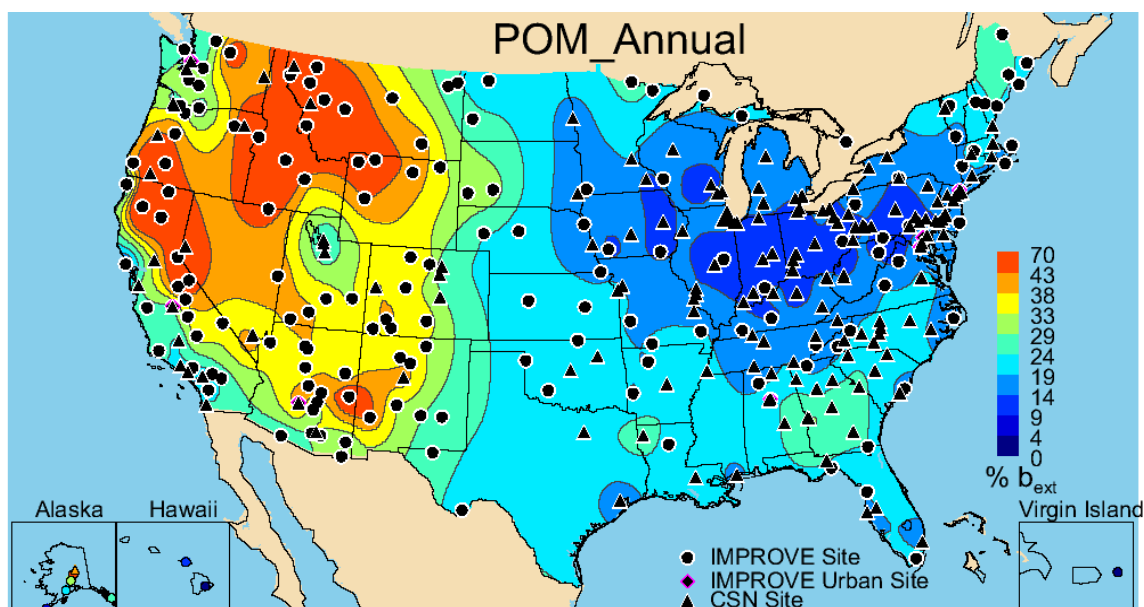 POM_Annual
70
43
38
33
29
24
19
14
9
4
0
% bext
Alaska
Hawaii
Virgin Island
IMPROVE Site
IMPROVE Urban Site
CSN Site